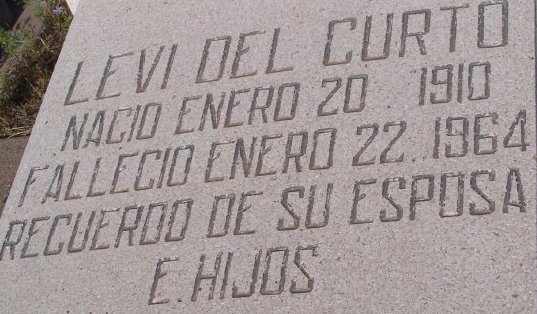 LEVI DEL CURTO
NACIO ENERO 20 1910
FALLECIO ENERO 22..1964
RECUERDO DE SU ESPOSA
E.HIJOS